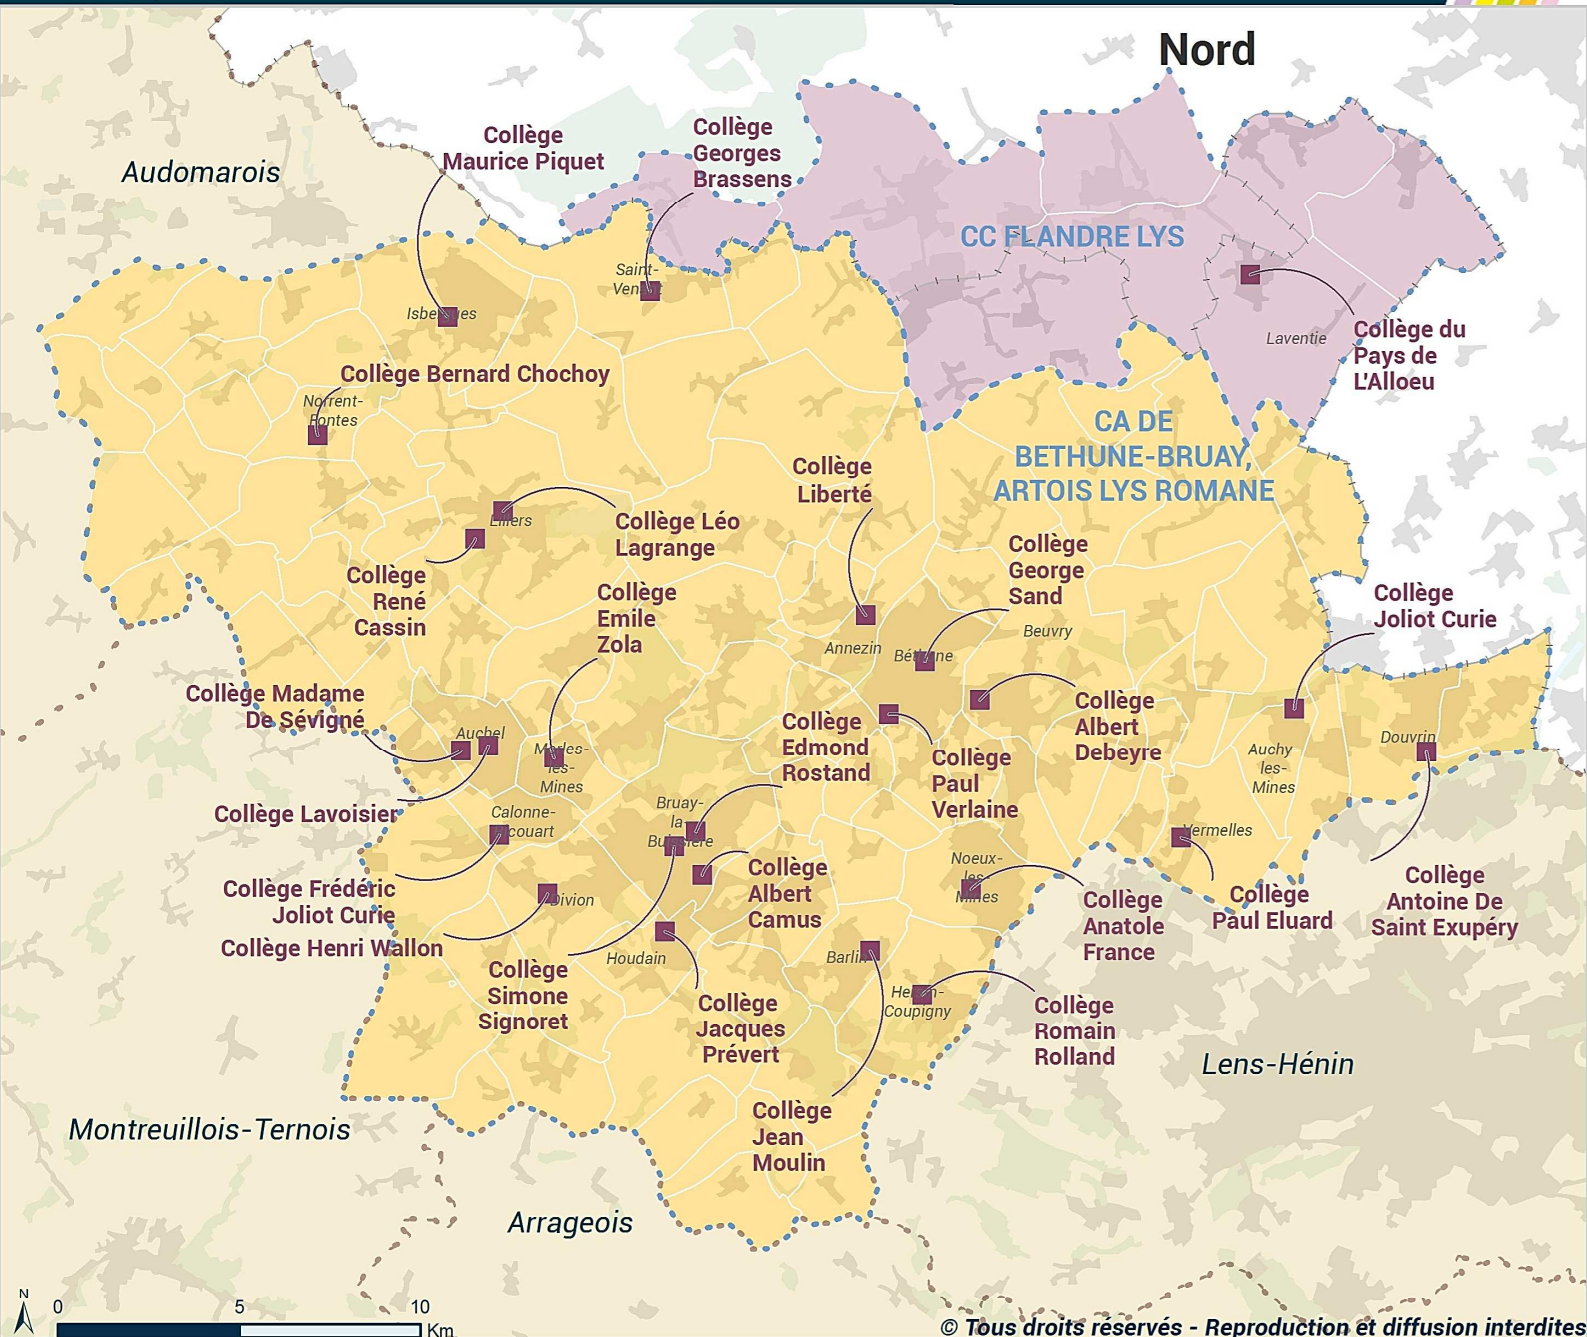 Nord
Audomarois
Collège
Maurice Piquet
Collège
Georges
Brassens
CC FLANDRE LYS
Saint-
Isbergues
Laventie
Collège du
Pays de
L'Alloeu
Collège Bernard Chochoy
Norrent-
Fontes
CA DE
BETHUNE-BRUAY,
ARTOIS LYS ROMANE
Collège
Liberté
Lillers
Collège Léo
Lagrange
Collège
George
Sand
Collège
René
Cassin
Collège
Emile
Zola
Collège
Joliot Curie
Beuvry
Annezin
Béthune
Collège Madame
De Sévigné
Auchel
Marles-
les-
Mines
Collège
Edmond
Rostand
Collège
Albert
Debeyre
Collège
Paul
Verlaine
Auchy
les-
Mines
Douvrin
Collège Lavoisier
Calonne-
Ricouart
Bruay-
la-
Buissière
Vermelles
Noeux-
les-
Mines
Collège Frédéric
Joliot Curie
Divion
Collège
Albert
Camus
Collège
Anatole
France
Collège
Paul Eluard
Collège
Antoine De
Saint Exupéry
Collège Henri Wallon
Houdain
Barlin
Collège
Simone
Signoret
Hersin-
Coupigny
Collège
Jacques
Prévert
Collège
Romain
Rolland
Lens-Hénin
Collège
Jean
Moulin
Montreuillois-Ternois
Arrageois
N
0 5 10
Km
© Tous droits réservés - Reproduction et diffusion interdites